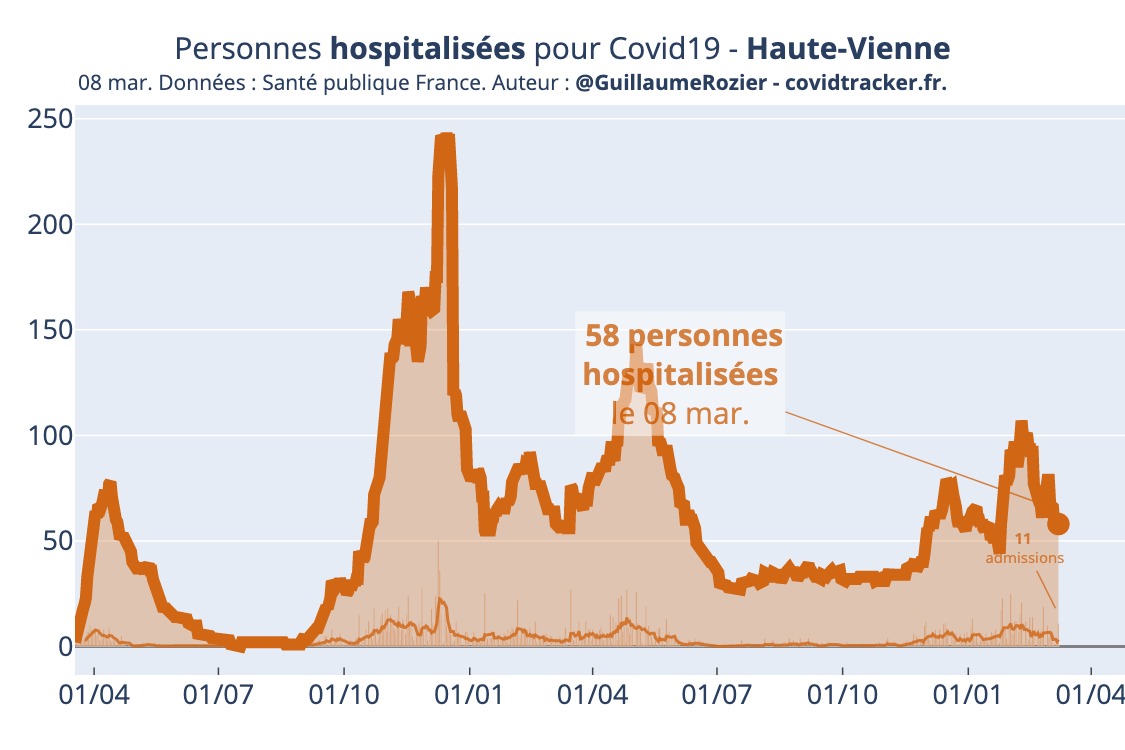 Personnes hospitalisées pour Covid19 - Haute-Vienne
08 mar. Données : Santé publique France. Auteur : @GuillaumeRozier - covidtracker.fr.
250
200
150
100
50
0
58 personnes
hospitalisées
le 08 mar.
11
admissions
01/04 01/07 01/10 01/01 01/04 01/07 01/10 01/01 01/04